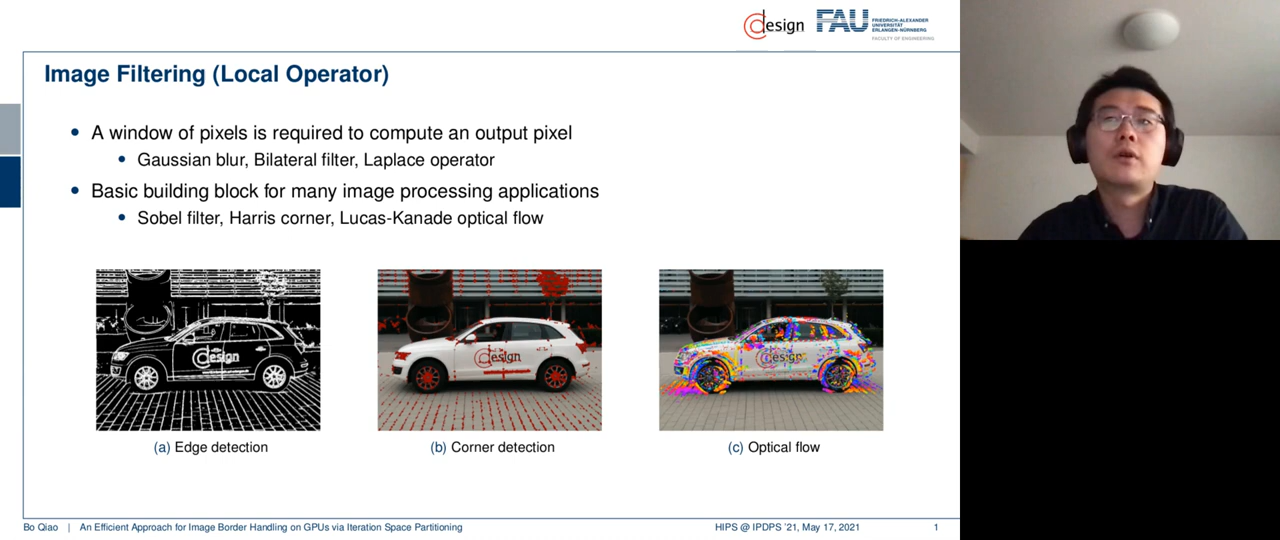 design FAU FRIEDRICH-ALEXANDER
UNIVERSITÄT
ERLANGEN-NÜRNBERG
FACULTY OF ENGINEERING
Image Filtering (Local Operator)
• A window of pixels is required to compute an output pixel
• Gaussian blur, Bilateral filter, Laplace operator
• Basic building block for many image processing applications
• Sobel filter, Harris corner, Lucas-Kanade optical flow
design
design
design
(a) Edge detection
(b) Corner detection
(c) Optical flow
Bo Qiao | An Efficient Approach for Image Border Handling on GPUs via Iteration Space Partitioning
HIPS @ IPDPS '21, May 17, 2021
1